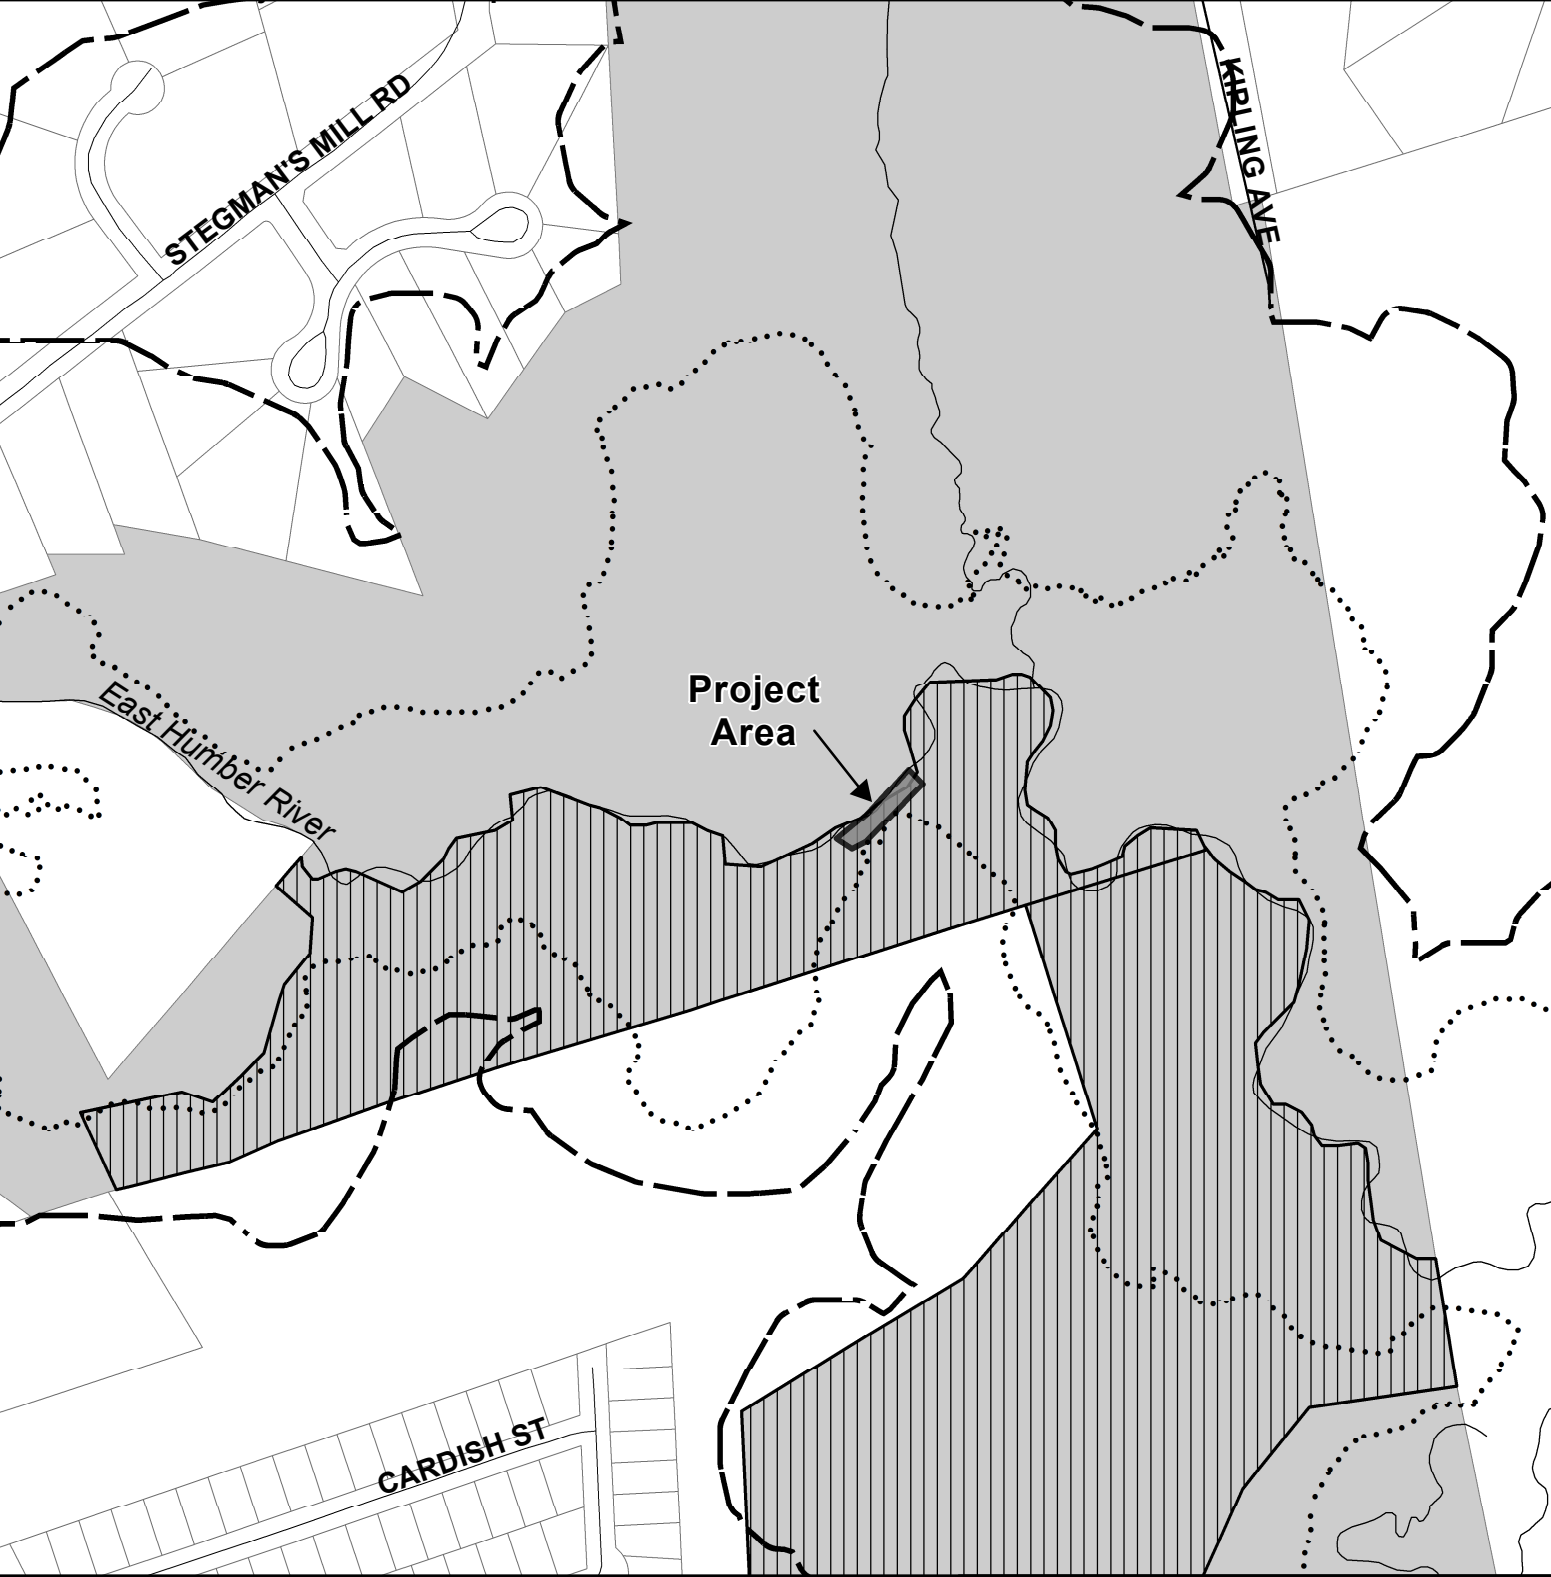 STEGMAN'S MILL RD
KIPLING AVE
Project
Area
East Humber River
CARDISH ST